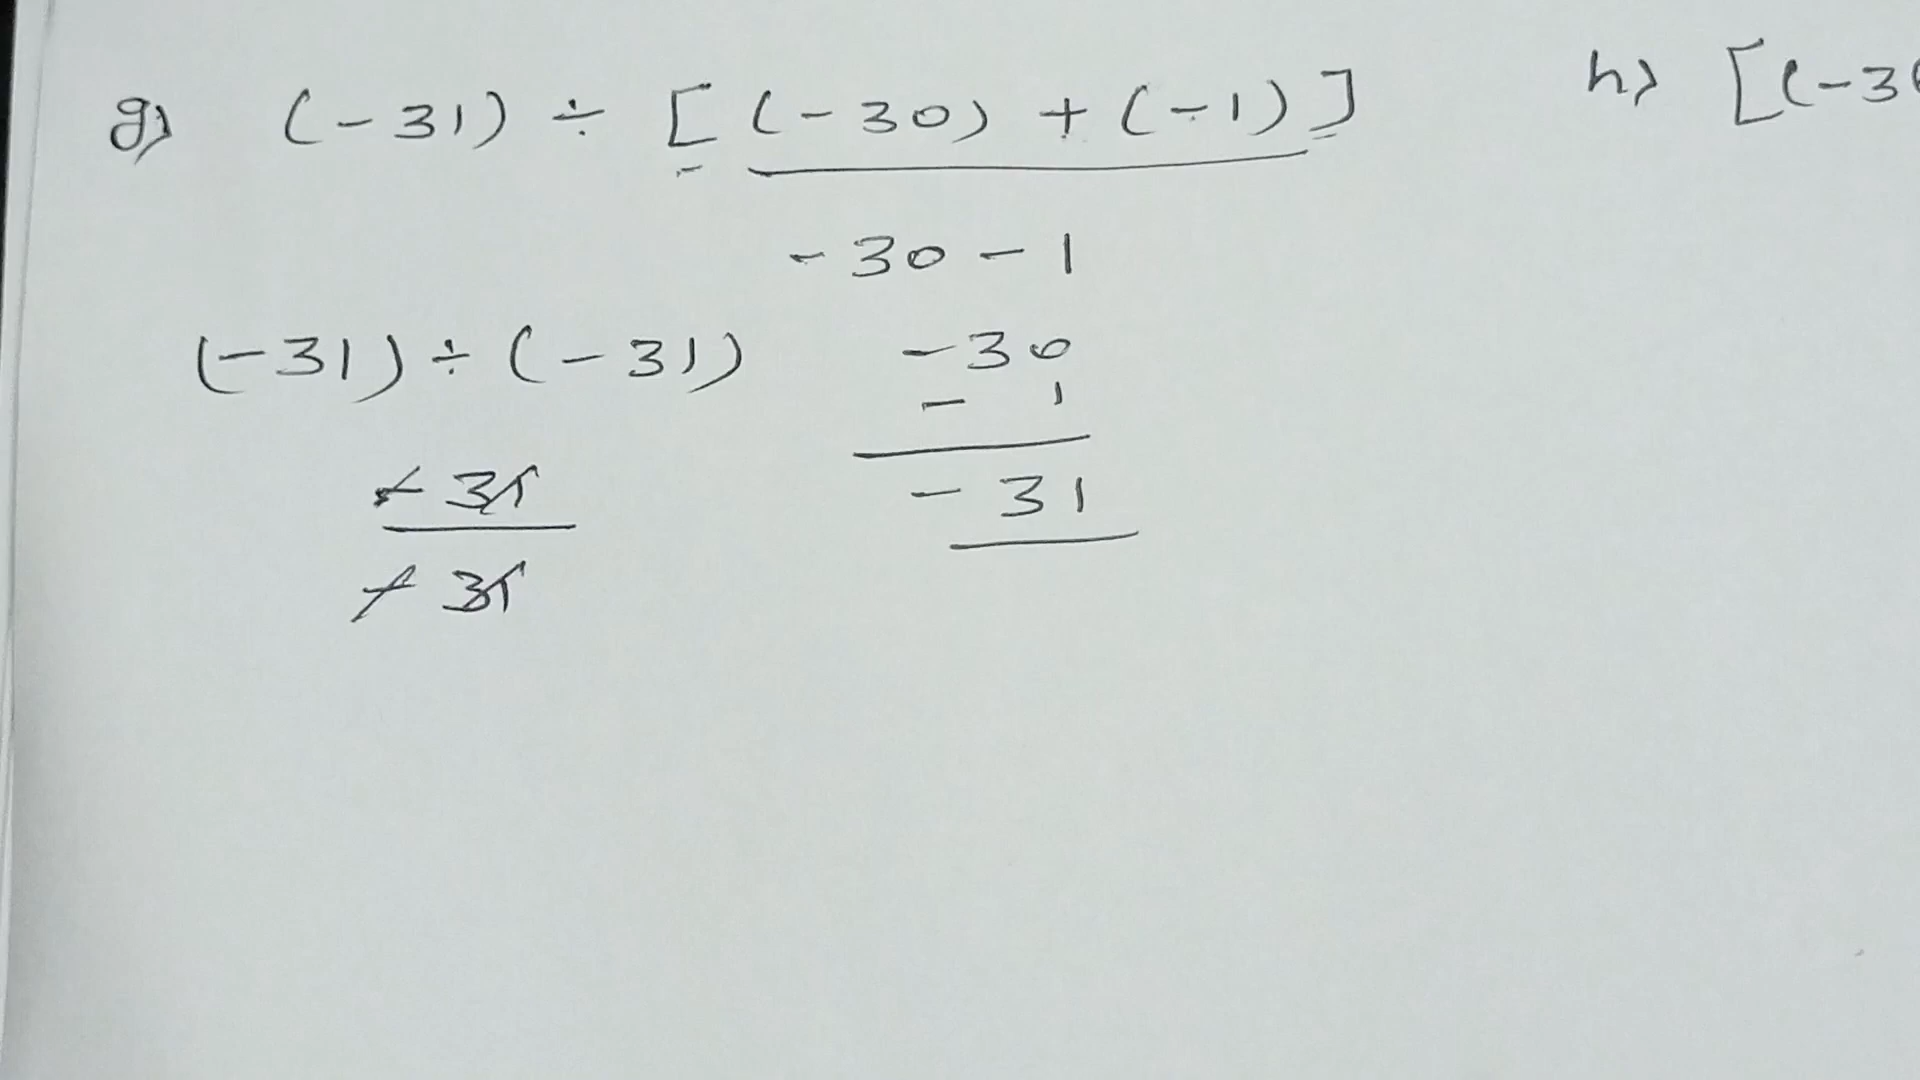 g) (-31) ÷ [(-30) + (-1)]
h) [(-3
-30 - 1
(-31) ÷ (-31)
-30
- 1
-31
-31
-31